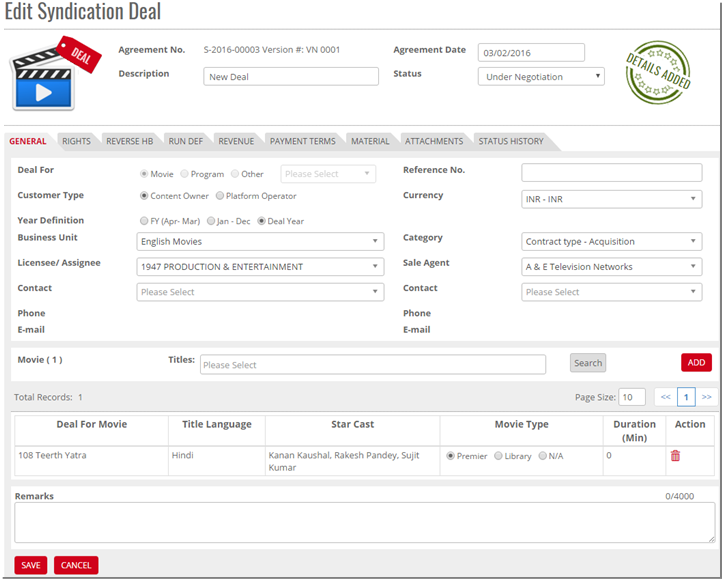 Edit Syndication Deal
DEAL
Agreement No. S-2016-00003 Version #: VN 0001 Agreement Date 03/02/2016
Description New Deal Status Under Negotiation
DETAILS ADDED
GENERAL RIGHTS REVERSE HB RUN DEF REVENUE PAYMENT TERMS MATERIAL ATTACHMENTS STATUS HISTORY
Deal For Movie Program Other Please Select Reference No.
Customer Type Content Owner Platform Operator Currency INR - INR
Year Definition FY (Apr- Mar) Jan - Dec Deal Year
Business Unit English Movies Category Contract type - Acquisition
Licensee/ Assignee 1947 PRODUCTION & ENTERTAINMENT Sale Agent A & E Television Networks
Contact Please Select Contact Please Select
Phone Phone
E-mail E-mail
Movie ( 1 ) Titles: Please Select Search ADD
Total Records: 1 Page Size: 10 << 1 >>
Deal For Movie Title Language Star Cast Movie Type Duration (Min) Action
108 Teerth Yatra Hindi Kanan Kaushal, Rakesh Pandey, Sujit Kumar Premier Library N/A 0
Remarks 0/4000
SAVE CANCEL